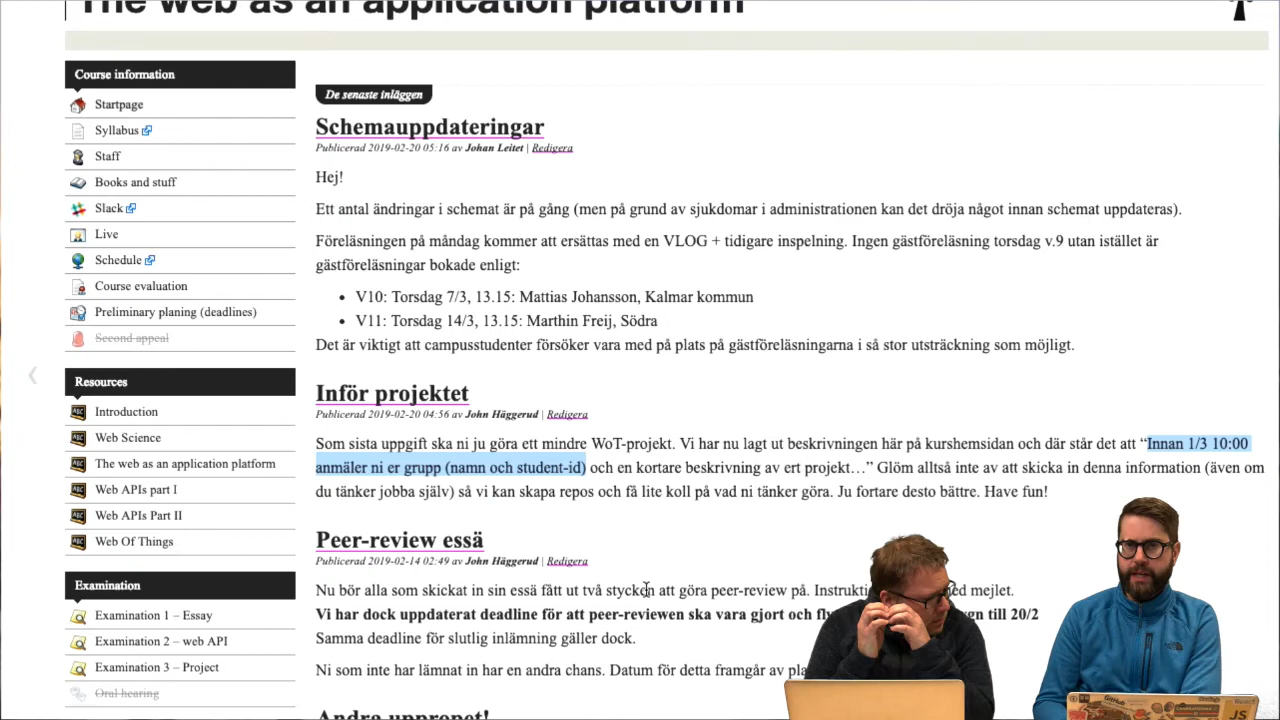 The web as an application platform
Course information
Startpage
Syllabus
Staff
Books and stuff
Slack
Live
Schedule
Course evaluation
Preliminary planing (deadlines)
Second appeal
Resources
Introduction
Web Science
The web as an application platform
Web APIs part I
Web APIs Part II
Web Of Things
Examination
Examination 1 – Essay
Examination 2 – web API
Examination 3 – Project
Oral hearing
De senaste inläggen
Schemauppdateringar
Publicerad 2019-02-20 05:16 av Johan Leitet | Redigera
Hej!
Ett antal ändringar i schemat är på gång (men på grund av sjukdomar i administrationen kan det dröja något innan schemat uppdateras).
Föreläsningen på måndag kommer att ersättas med en VLOG + tidigare inspelning. Ingen gästföreläsning torsdag v.9 utan istället är
gästföreläsningar bokade enligt:
V10: Torsdag 7/3, 13.15: Mattias Johansson, Kalmar kommun
V11: Torsdag 14/3, 13.15: Marthin Freij, Södra
Det är viktigt att campusstudenter försöker vara med på plats på gästföreläsningarna i så stor utsträckning som möjligt.
Inför projektet
Publicerad 2019-02-20 04:56 av John Häggerud | Redigera
Som sista uppgift ska ni ju göra ett mindre WoT-projekt. Vi har nu lagt ut beskrivningen här på kurshemsidan och där står det att “Innan 1/3 10:00
anmäler ni er grupp (namn och student-id) och en kortare beskrivning av ert projekt…” Glöm alltså inte av att skicka in denna information (även om
du tänker jobba själv) så vi kan skapa repos och få lite koll på vad ni tänker göra. Ju fortare desto bättre. Have fun!
Peer-review essä
Publicerad 2019-02-14 02:49 av John Häggerud | Redigera
Nu bör alla som skickat in sin essä fått ut två stycken att göra peer-review på. mejlet.
Vi har dock uppdaterat deadline för att peer-reviewen ska vara gjort och till 20/2
Samma deadline för slutlig inlämning gäller dock.
Ni som inte har lämnat in har en andra chans. Datum för detta framgår av
Andra uppropet!
GitHub
JS